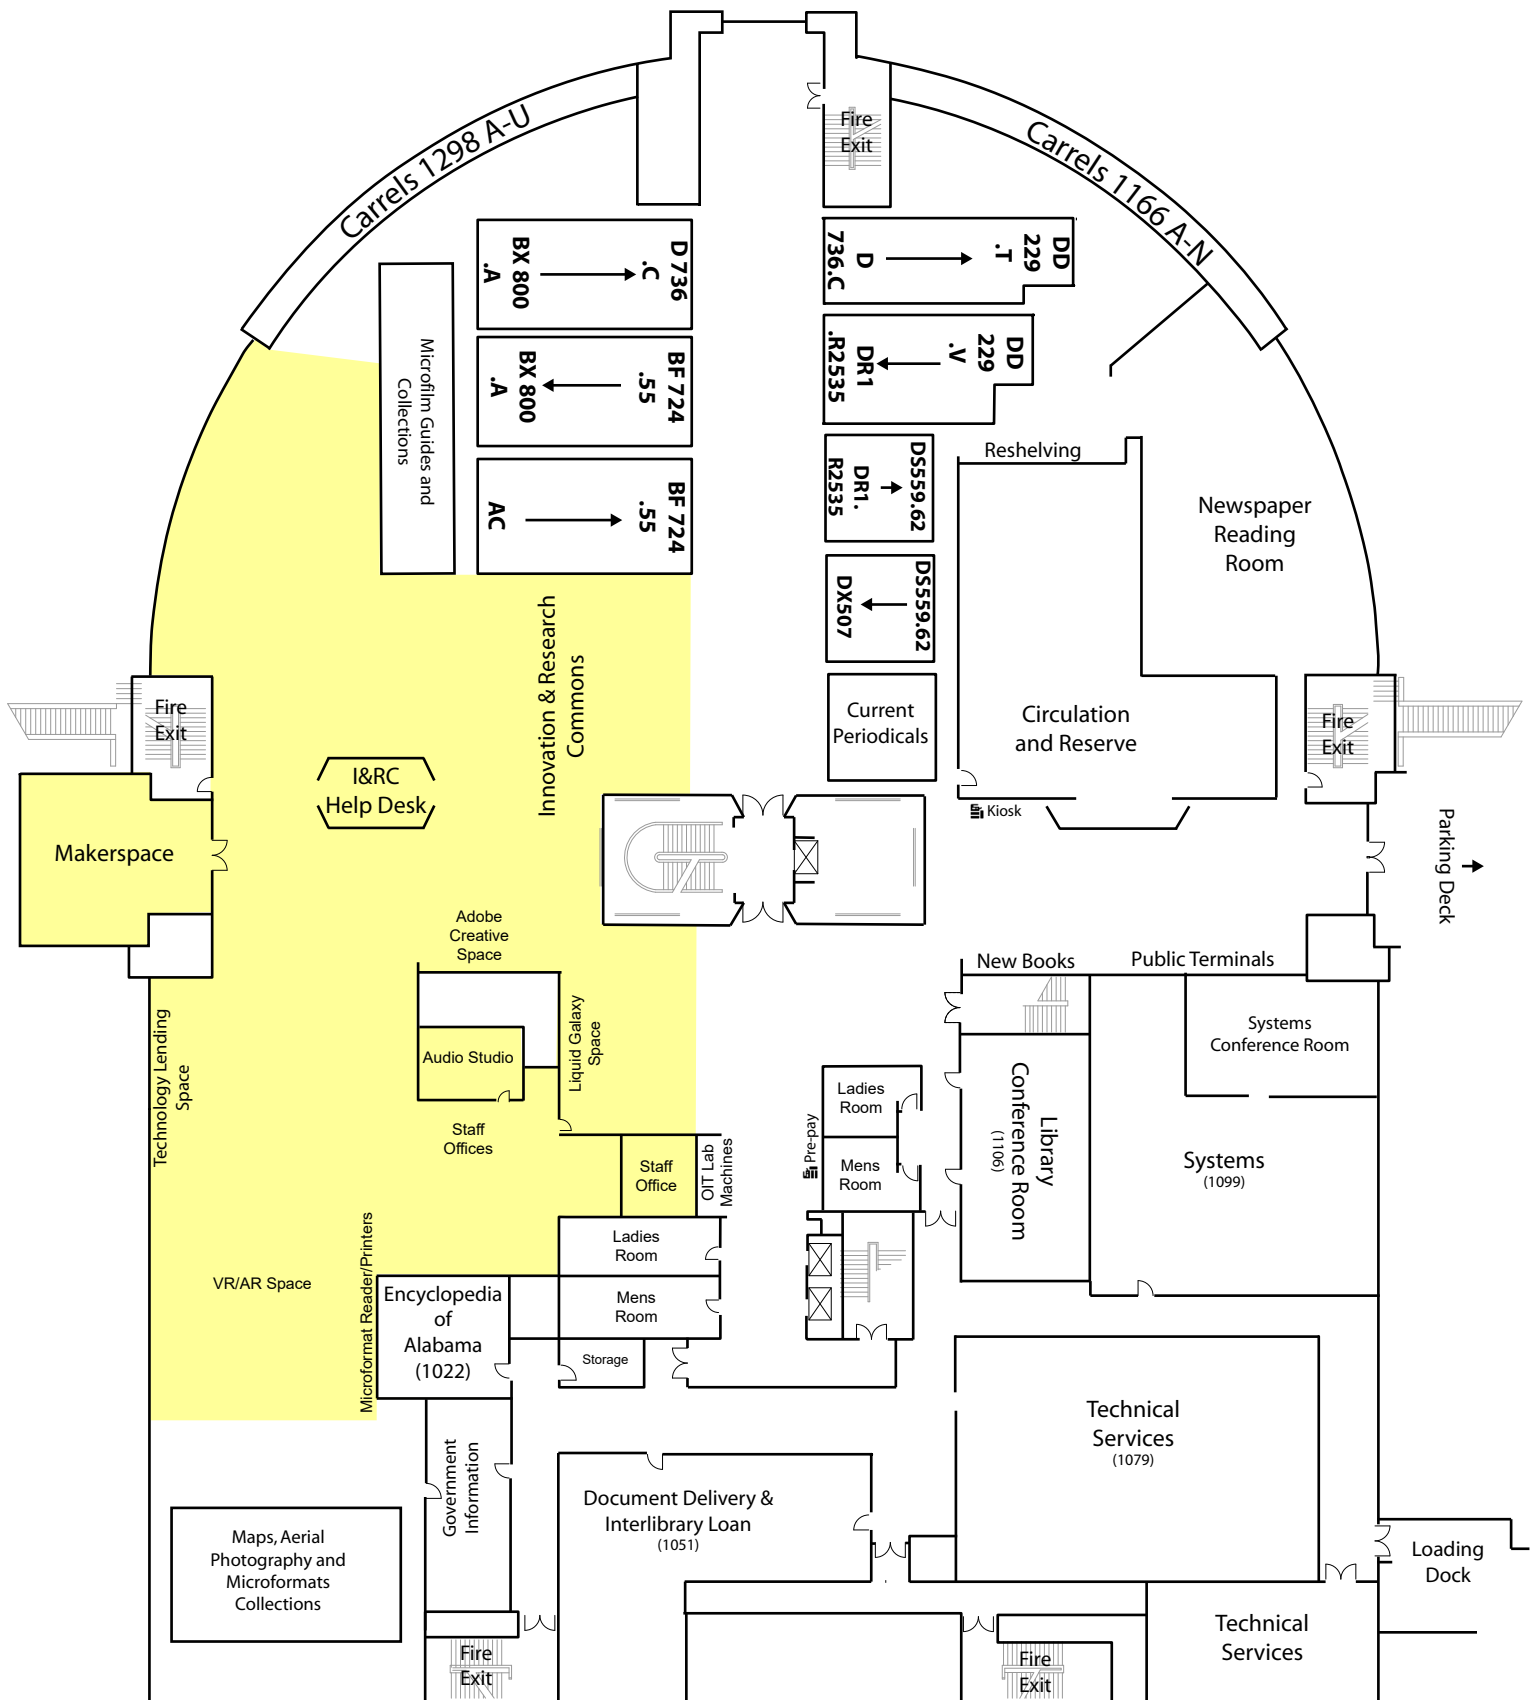 Carrels 1298 A-U
Fire
Exit
Carrels 1166 A-N
BX 800
.A
D 736
.C
D
736.C
DD
229
.T
Microfilm Guides and
Collections
BX 800
.A
BF 724
.55
DR1
.R2535
DD
229
.V
AC
BF 724
.55
DR1.
R2535
DS559.62
Reshelving
Newspaper
Reading
Room
DX507
DS559.62
Innovation & Research
Commons
Fire
Exit
Current
Periodicals
Circulation
and Reserve
Fire
Exit
I&RC
Help Desk
Kiosk
Makerspace
Parking Deck
Adobe
Creative
Space
New Books
Public Terminals
Technology Lending
Space
Audio Studio
Liquid Galaxy
Space
Systems
Conference Room
Staff
Offices
Staff
Office
OIT Lab
Machines
Pre-pay
Ladies
Room
Mens
Room
Library
Conference Room
(1106)
Systems
(1099)
Ladies
Room
VR/AR Space
Microformat Reader/Printers
Encyclopedia
of
Alabama
(1022)
Mens
Room
Storage
Technical
Services
(1079)
Government
Information
Document Delivery &
Interlibrary Loan
(1051)
Maps, Aerial
Photography and
Microformats
Collections
Loading
Dock
Fire
Exit
Fire
Exit
Technical
Services